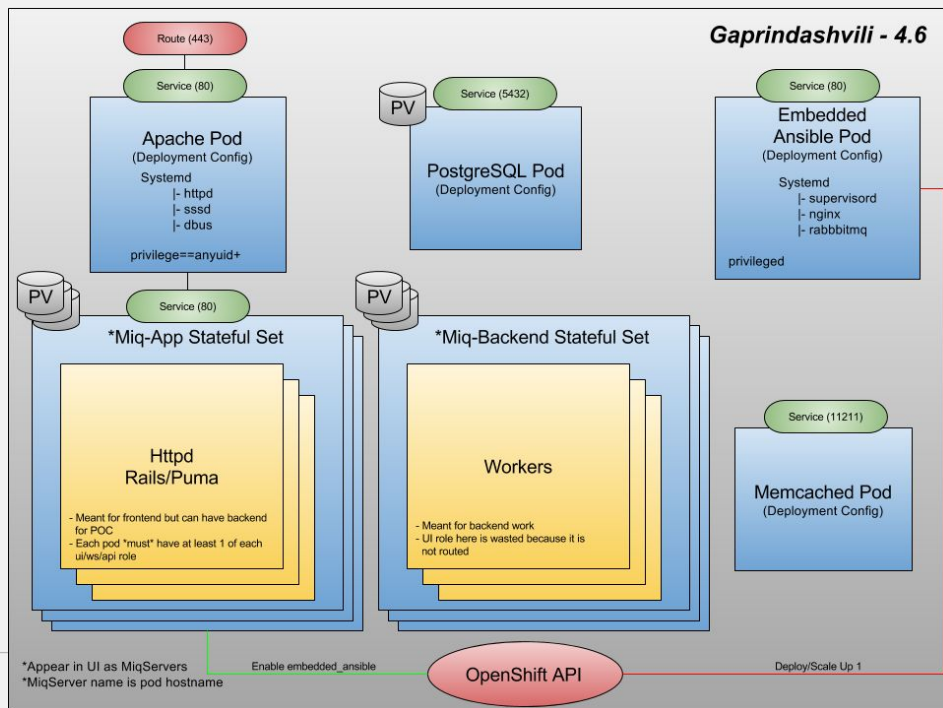 Gaprindashvili - 4.6
Route (443)
Service (80)
Apache Pod
(Deployment Config)
Systemd
|- httpd
|- sssd
|- dbus
privilege==anyuid+
PV
Service (5432)
PostgreSQL Pod
(Deployment Config)
Service (80)
Embedded
Ansible Pod
(Deployment Config)
Systemd
|- supervisord
|- nginx
|- rabbbitmq
privileged
PV
Service (80)
*Miq-App Stateful Set
Httpd
Rails/Puma
- Meant for frontend but can have backend
for POC
- Each pod *must* have at least 1 of each
ui/ws/api role
PV
*Miq-Backend Stateful Set
Workers
- Meant for backend work
- UI role here is wasted because it is
not routed
Service (11211)
Memcached Pod
(Deployment Config)
*Appear in UI as MiqServers
*MiqServer name is pod hostname
Enable embedded_ansible
OpenShift API
Deploy/Scale Up 1